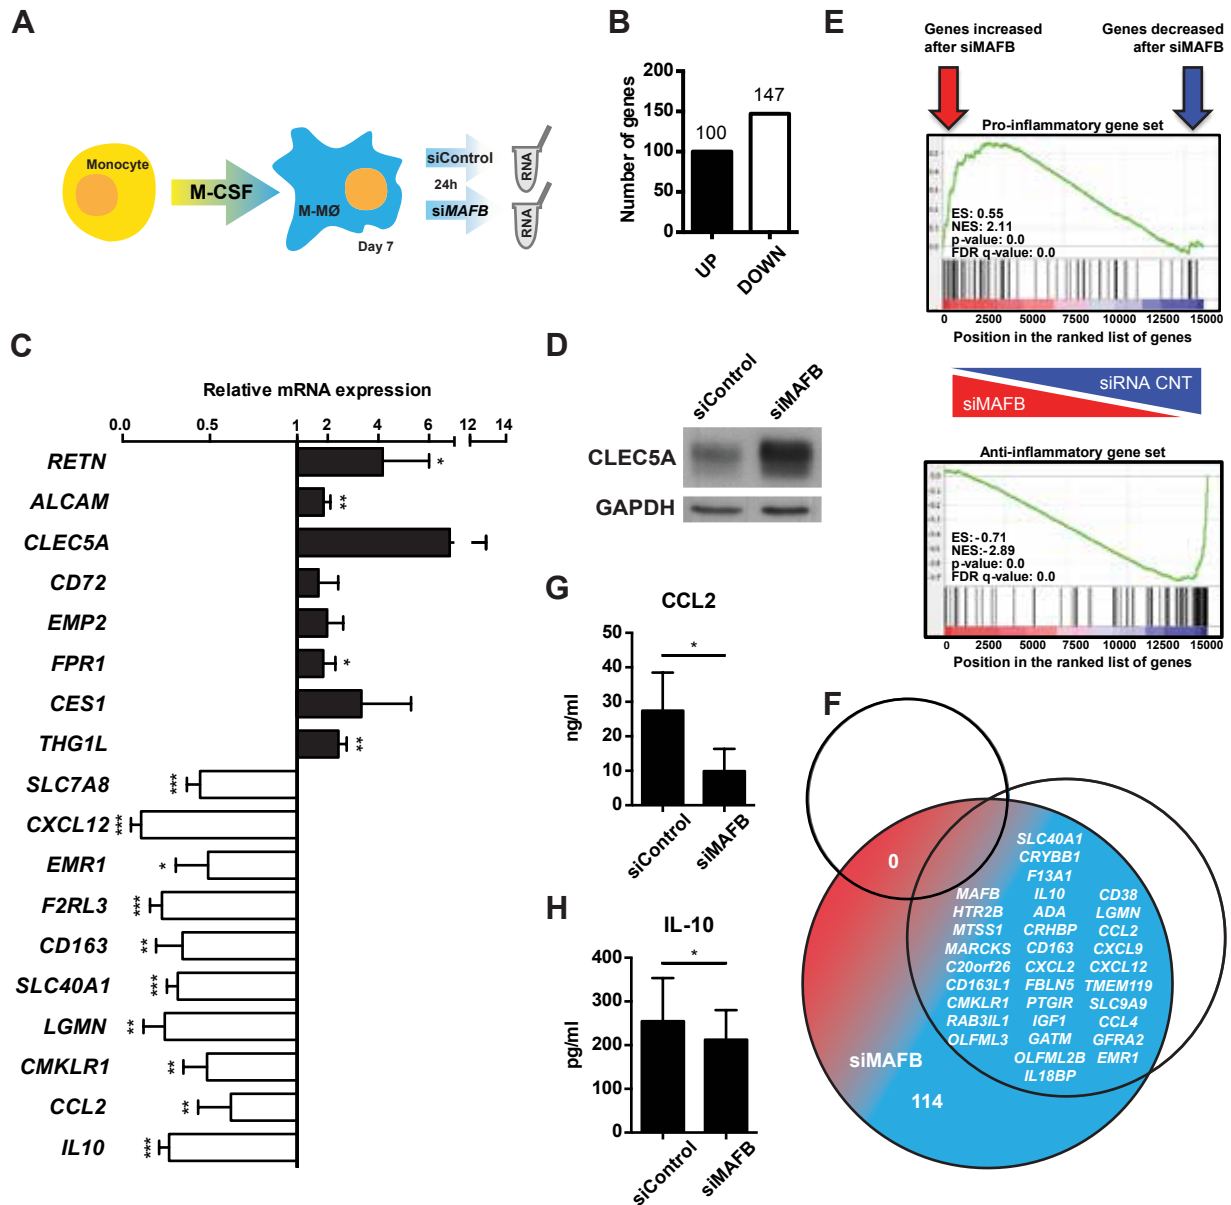 A
Monocyte
M-CSF
M-MØ
Day 7
siControl
24h
siMAFB
RNA
RNA
B
Number of genes
200
150
100
50
0
100
147
UP
DOWN
C
Relative mRNA expression
0.0 0.5 1 2 4 6 12 14
RETN *
ALCAM **
CLEC5A
CD72
EMP2
FPR1 *
CES1
THG1L **
SLC7A8 ***
CXCL12 ***
EMR1 *
F2RL3 ***
CD163 **
SLC40A1 ***
LGMN **
CMKLR1 **
CCL2 **
IL10 ***
D
siControl
siMAFB
CLEC5A
GAPDH
E
Genes increased
after siMAFB
Genes decreased
after siMAFB
Pro-inflammatory gene set
ES: 0.55
NES: 2.11
p-value: 0.0
FDR q-value: 0.0
0 2500 5000 7500 10000 12500 15000
Position in the ranked list of genes
siRNA CNT
siMAFB
Anti-inflammatory gene set
ES:-0.71
NES:-2.89
p-value: 0.0
FDR q-value: 0.0
0 2500 5000 7500 10000 12500 15000
Position in the ranked list of genes
F
0
SLC40A1
CRYBB1
F13A1
MAFB IL10 CD38
HTR2B ADA LGMN
MTSS1 CRHBP CCL2
MARCKS CD163 CXCL9
C20orf26 CXCL2 CXCL12
CD163L1 FBLN5 TMEM119
CMKLR1 PTGIR SLC9A9
RAB3IL1 IGF1 CCL4
OLFML3 GATM GFRA2
OLFML2B EMR1
IL18BP
siMAFB
114
G
CCL2
ng/ml
50
40
30
20
10
0
*
siControl
siMAFB
H
IL-10
pg/ml
400
300
200
100
0
*
siControl
siMAFB